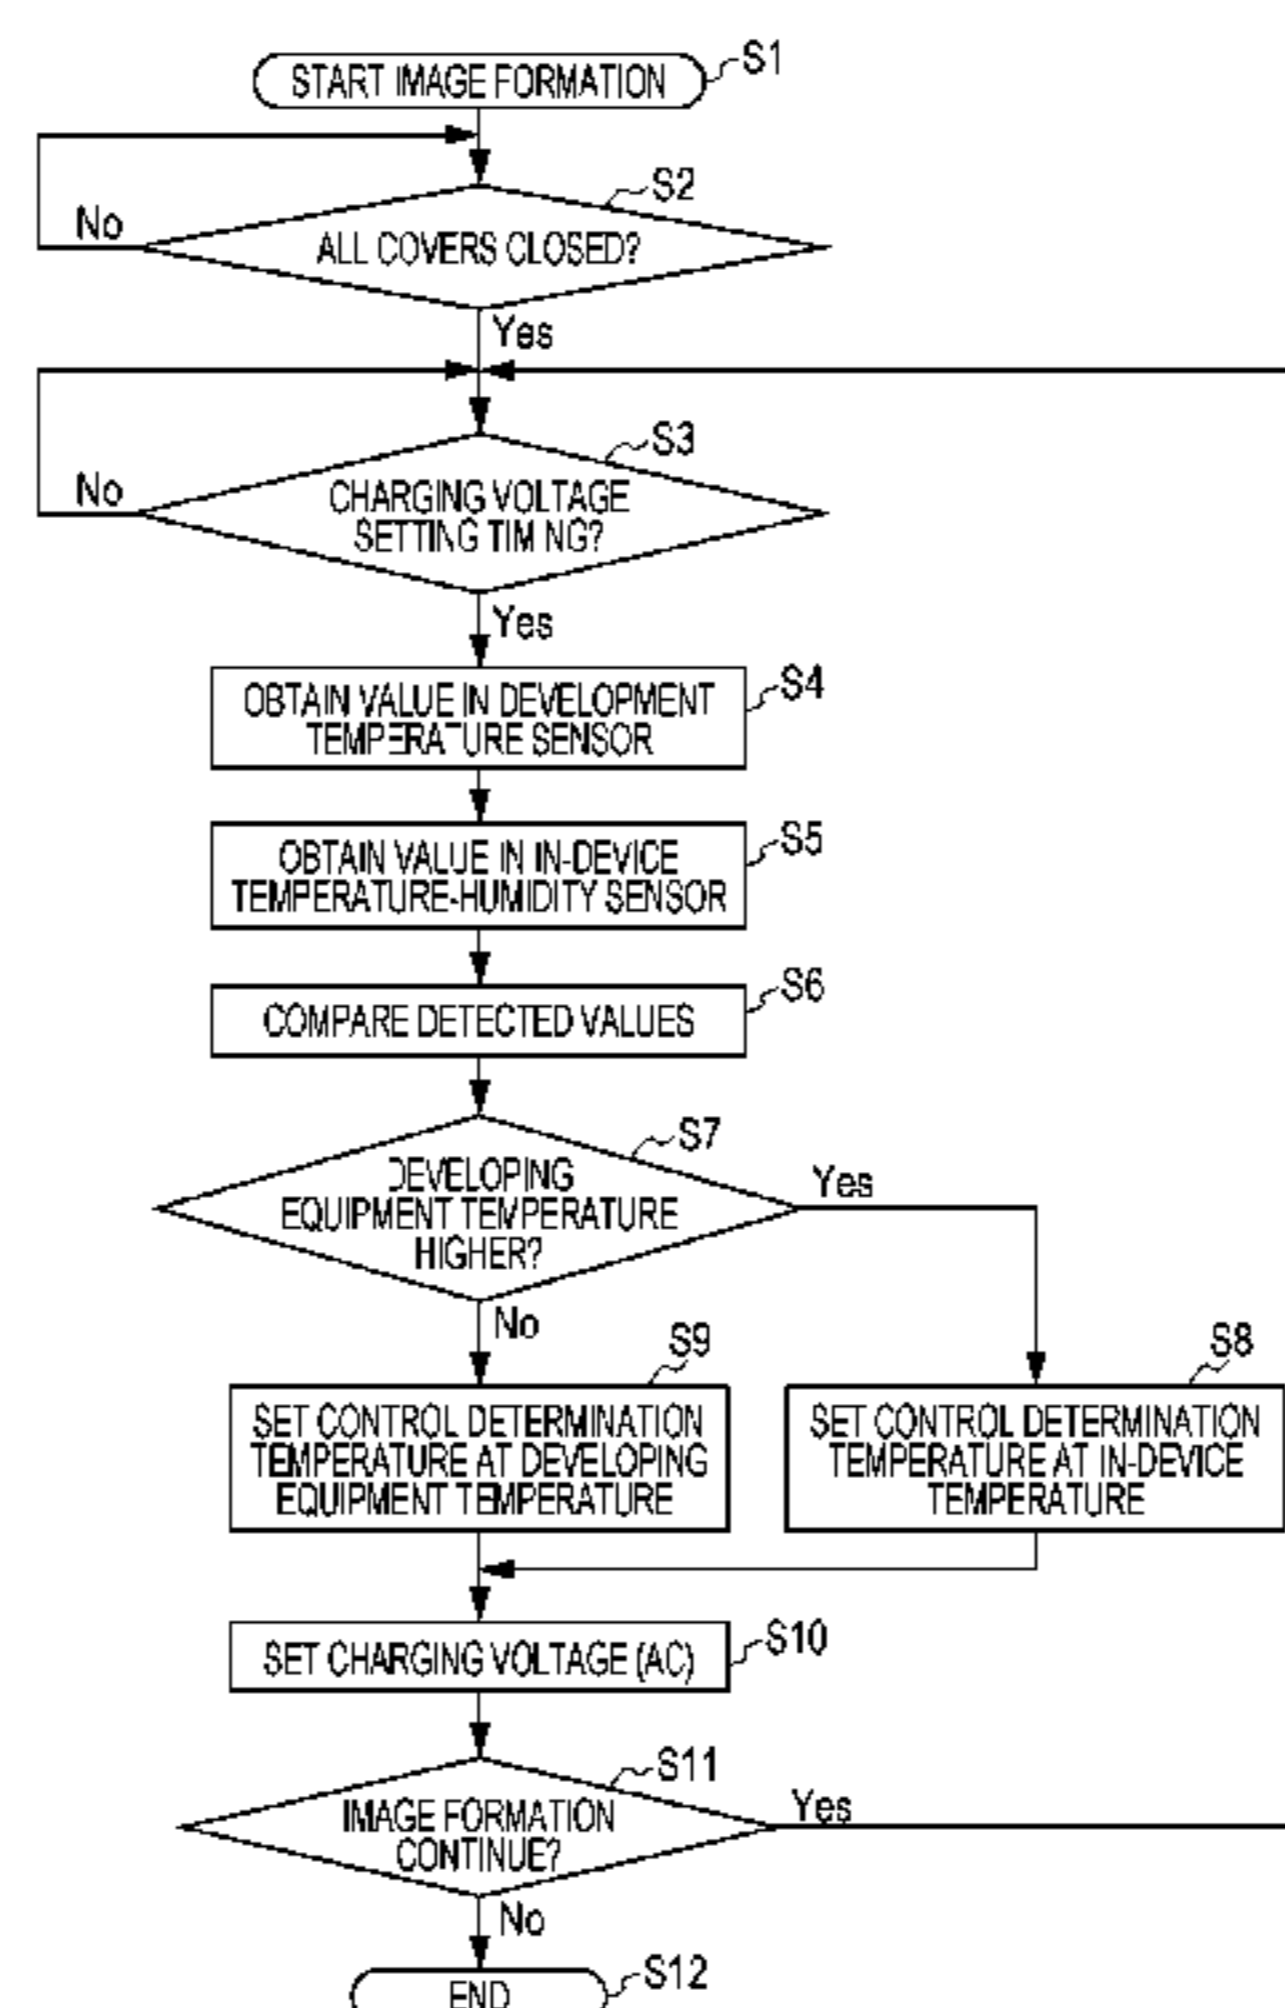 START IMAGE FORMATION
S1
S2
No
ALL COVERS CLOSED?
Yes
S3
No
CHARGING VOLTAGE
SETTING TIMING?
Yes
S4
OBTAIN VALUE IN DEVELOPMENT
TEMPERATURE SENSOR
S5
OBTAIN VALUE IN IN-DEVICE
TEMPERATURE-HUMIDITY SENSOR
S6
COMPARE DETECTED VALUES
S7
DEVELOPING
EQUIPMENT TEMPERATURE
HIGHER?
Yes
No
S9
SET CONTROL DETERMINATION
TEMPERATURE AT DEVELOPING
EQUIPMENT TEMPERATURE
S8
SET CONTROL DETERMINATION
TEMPERATURE AT IN-DEVICE
TEMPERATURE
S10
SET CHARGING VOLTAGE (AC)
S11
IMAGE FORMATION
CONTINUE?
Yes
No
S12
END